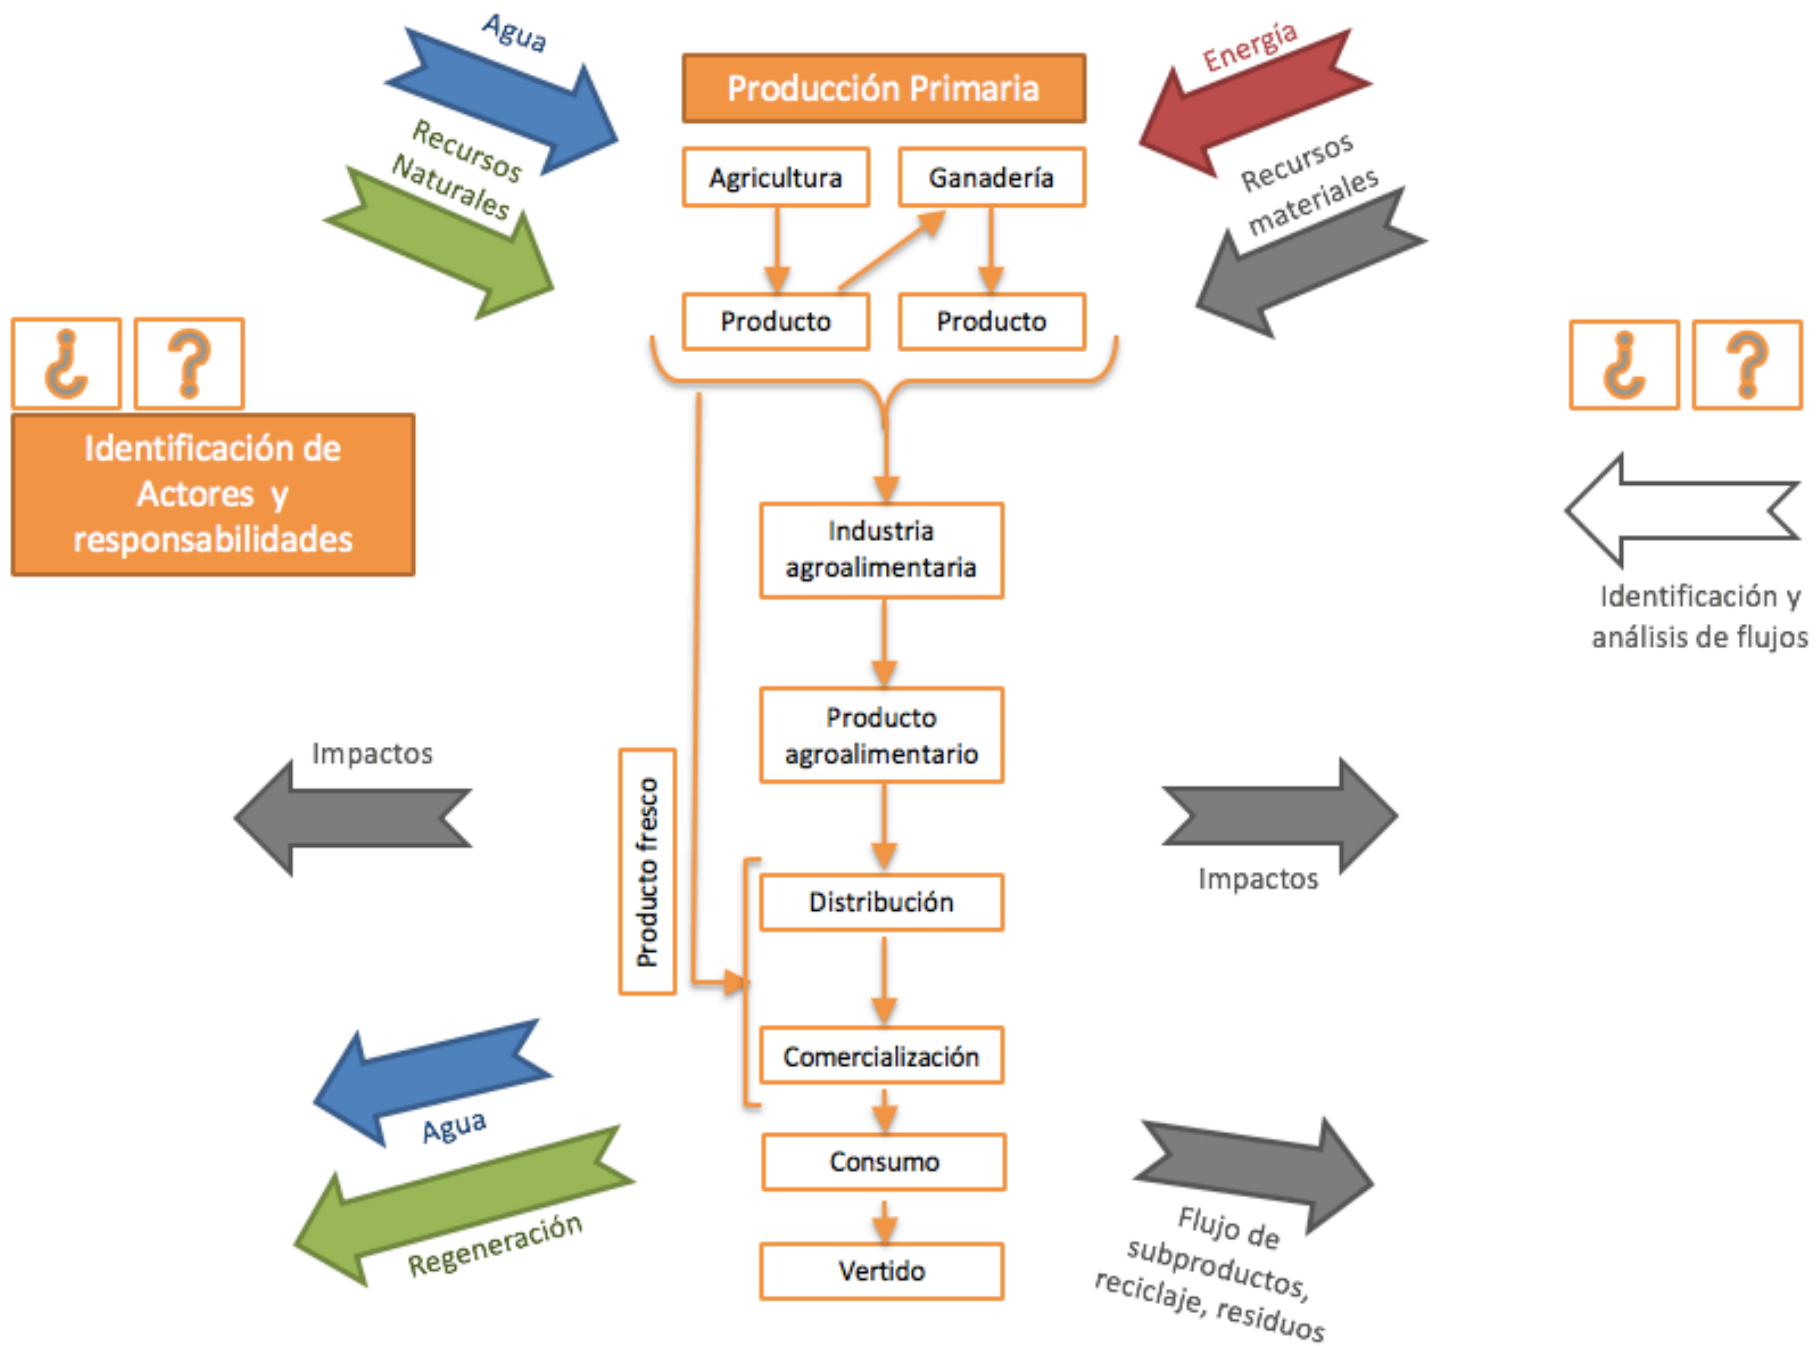 Agua
Energía
Producción Primaria
Recursos
Naturales
Recursos
materiales
Agricultura
Ganadería
Producto
Producto
¿ ?
¿ ?
Identificación de
Actores y
responsabilidades
Industria
agroalimentaria
Identificación y
análisis de flujos
Producto
agroalimentario
Impactos
Producto fresco
Impactos
Distribución
Comercialización
Agua
Consumo
Regeneración
Vertido
Flujo de
subproductos,
reciclaje, residuos